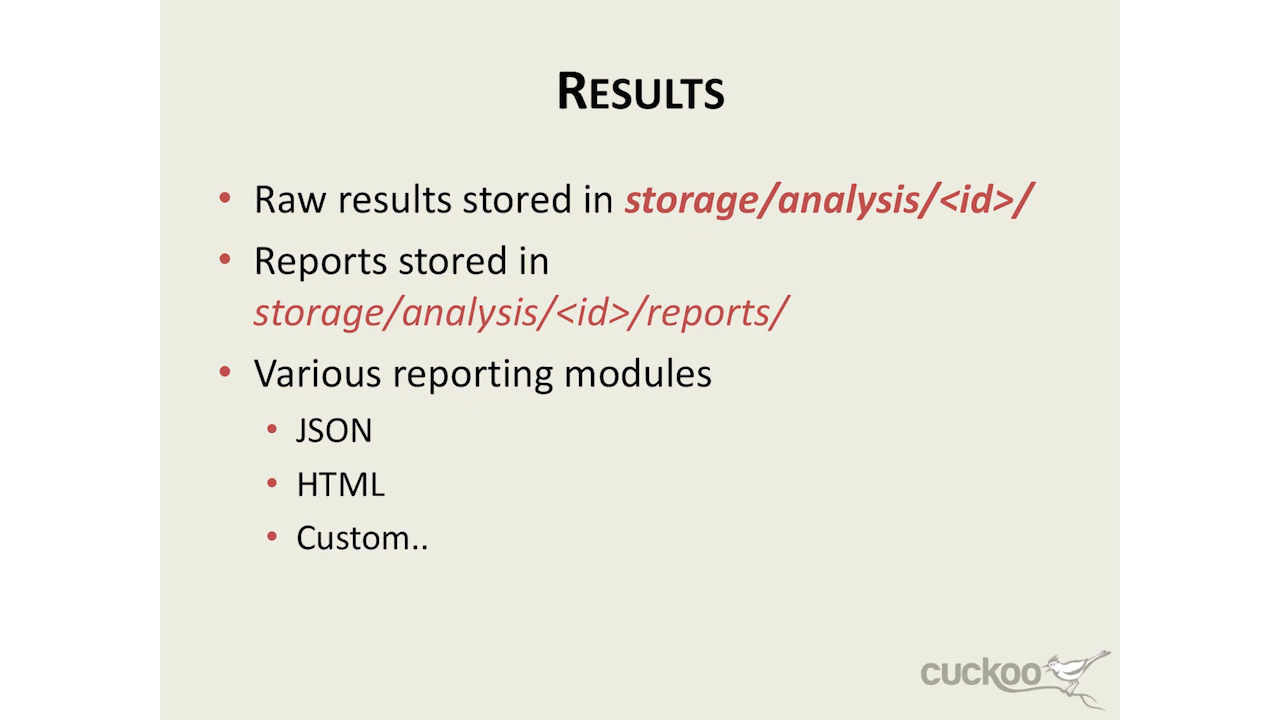 RESULTS
• Raw results stored in storage/analysis/<id>/
• Reports stored in
storage/analysis/<id>/reports/
• Various reporting modules
• JSON
• HTML
• Custom..
cuckoo